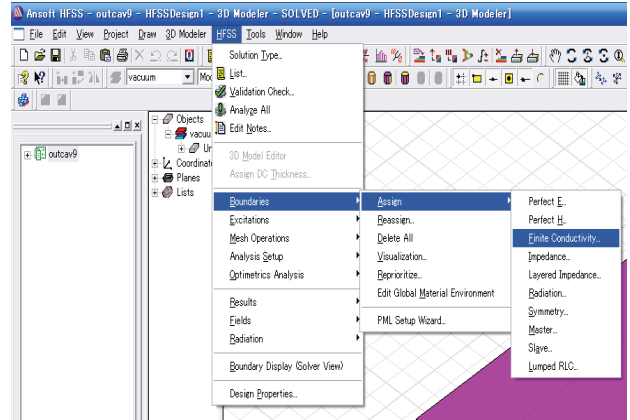 Ansoft HFSS - outcav9 - HFSSDesign1 - 3D Modeler - SOLVED - [outcav9 - HFSSDesign1 - 3D Modeler]
File Edit View Project Draw 3D Modeler HFSS Tools Window Help
vacuum
Objects
vacuu
Coordinat
Planes
Lists
outcav9
Solution Type...
List...
Validation Check...
Analyze All
Edit Notes...
3D Model Editor
Assign DC Thickness...
Boundaries
Excitations
Mesh Operations
Analysis Setup
Optimetrics Analysis
Results
Fields
Radiation
Boundary Display (Solver View)
Design Properties...
Assign
Reassign...
Delete All
Visualization...
Reprioritize...
Edit Global Material Environment
PML Setup Wizard...
Perfect E...
Perfect H...
Finite Conductivity...
Impedance...
Layered Impedance...
Radiation...
Symmetry...
Master...
Slave...
Lumped RLC...